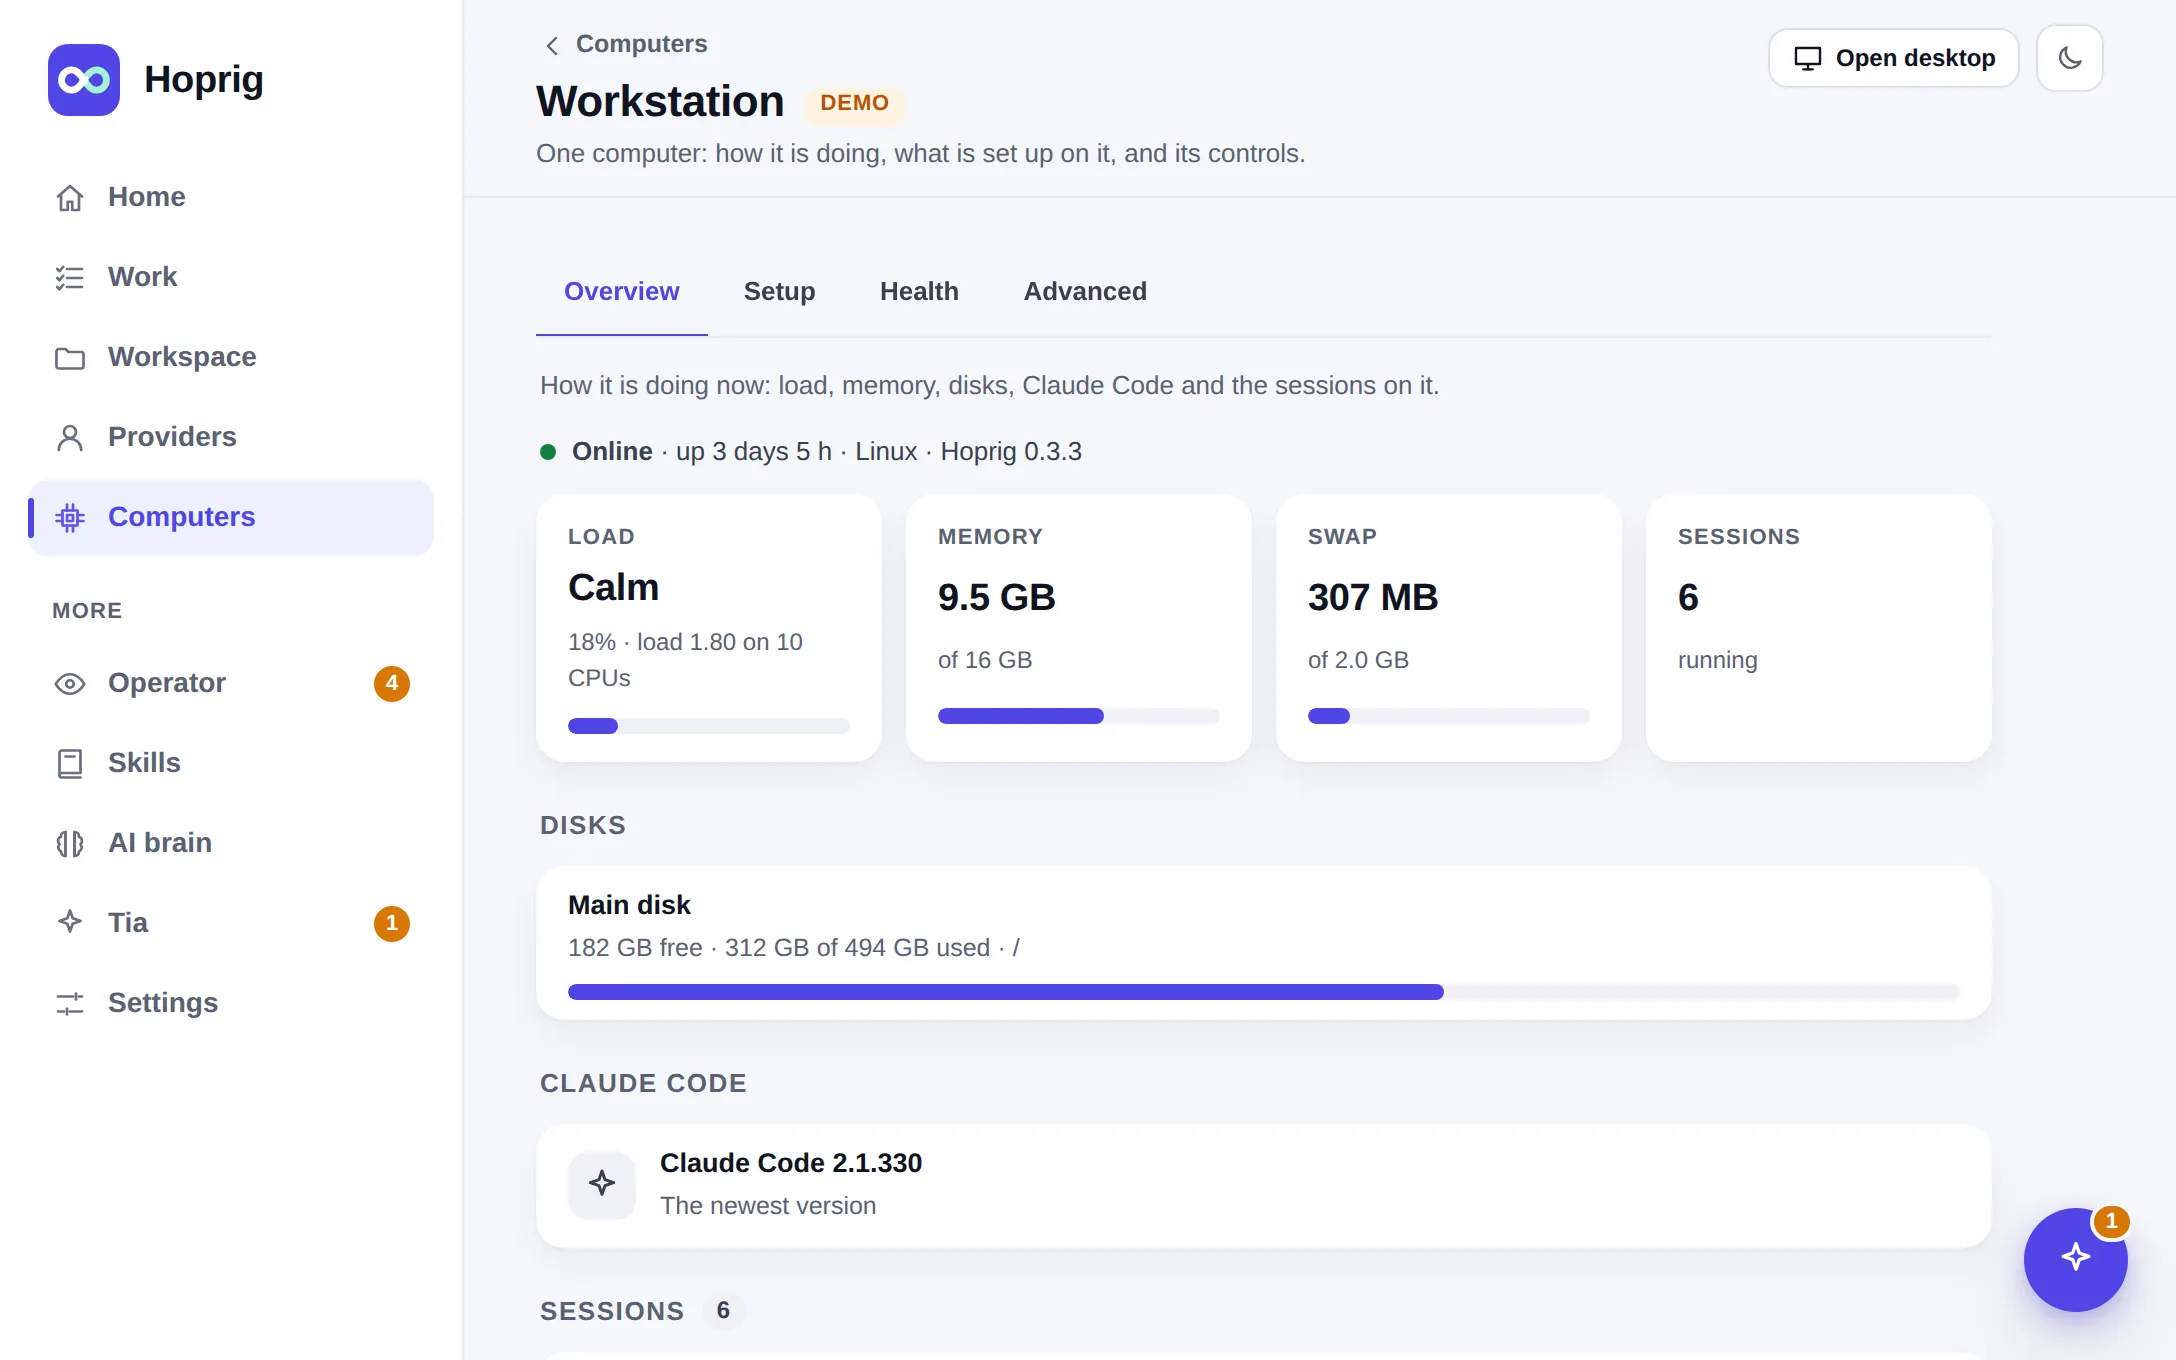 Hoprig
Home
Work
Workspace
Providers
Computers
MORE
Operator 4
Skills
AI brain
Tia 1
Settings
Computers
Workstation DEMO
One computer: how it is doing, what is set up on it, and its controls.
Open desktop
Overview Setup Health Advanced
How it is doing now: load, memory, disks, Claude Code and the sessions on it.
Online · up 3 days 5 h · Linux · Hoprig 0.3.3
LOAD
Calm
18% · load 1.80 on 10
CPUs
MEMORY
9.5 GB
of 16 GB
SWAP
307 MB
of 2.0 GB
SESSIONS
6
running
DISKS
Main disk
182 GB free · 312 GB of 494 GB used · /
CLAUDE CODE
Claude Code 2.1.330
The newest version
SESSIONS 6
1